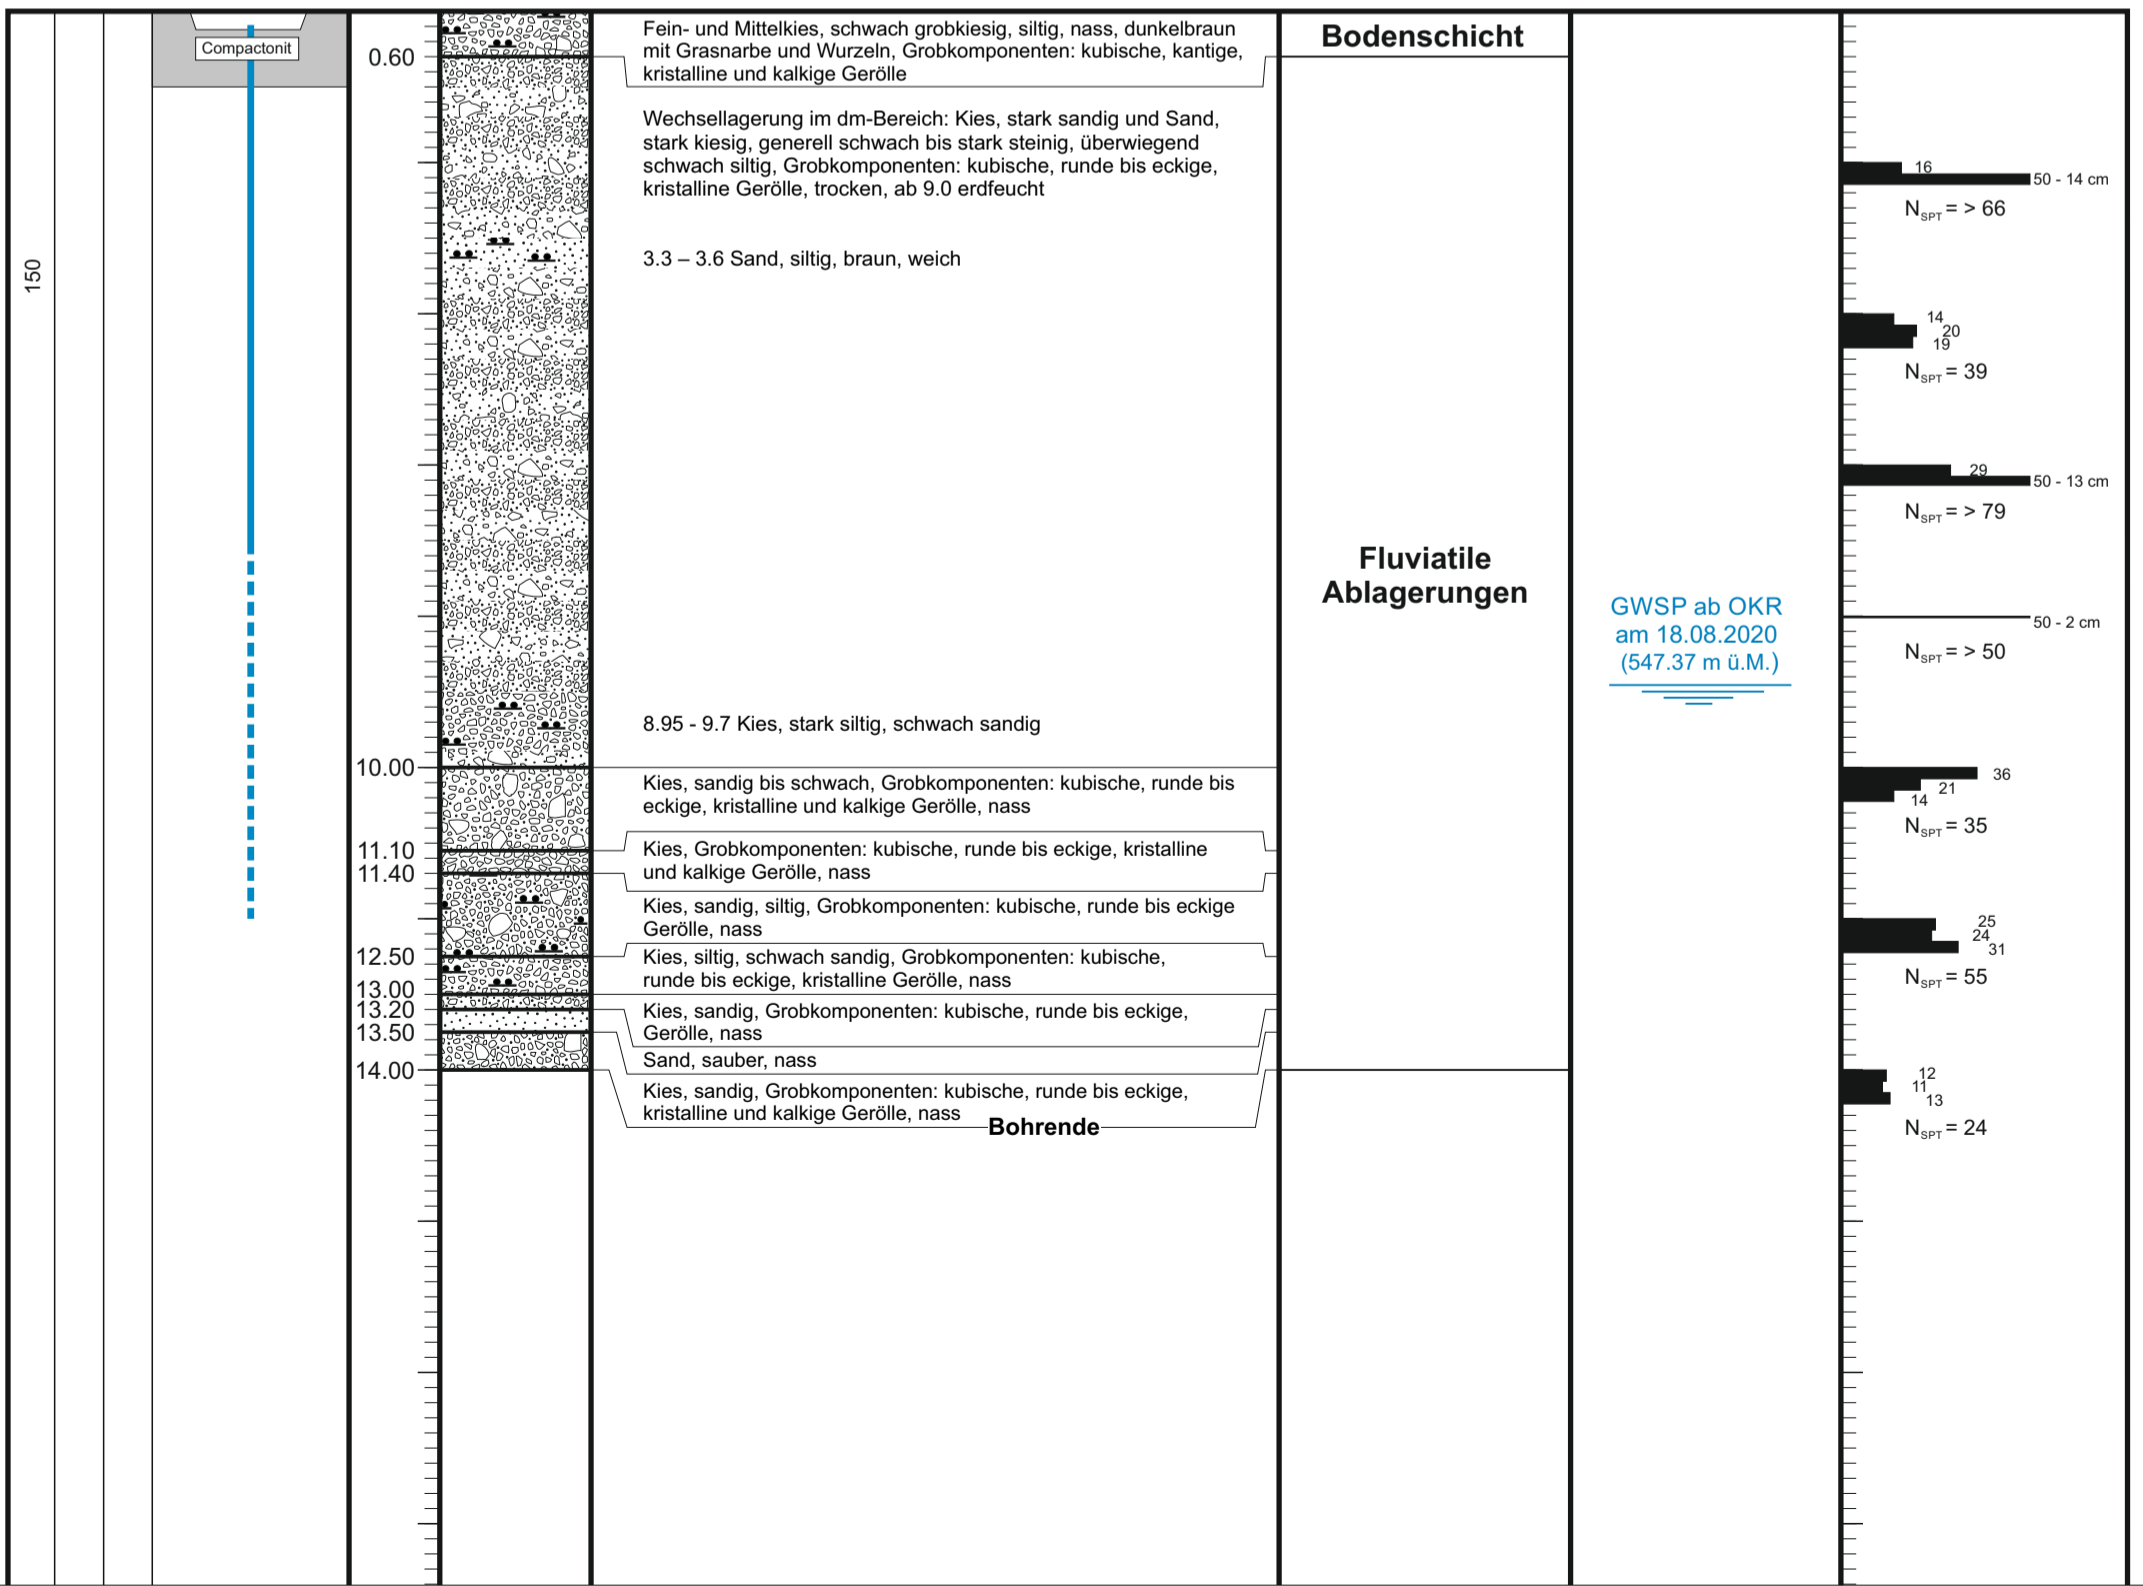 Compactonit
150
0.60
Fein- und Mittelkies, schwach grobkiesig, siltig, nass, dunkelbraun
mit Grasnarbe und Wurzeln, Grobkomponenten: kubische, kantige,
kristalline und kalkige Gerölle
Bodenschicht
Wechsellagerung im dm-Bereich: Kies, stark sandig und Sand,
stark kiesig, generell schwach bis stark steinig, überwiegend
schwach siltig, Grobkomponenten: kubische, runde bis eckige,
kristalline Gerölle, trocken, ab 9.0 erdfeucht
3.3 – 3.6 Sand, siltig, braun, weich
8.95 - 9.7 Kies, stark siltig, schwach sandig
10.00
Kies, sandig bis schwach, Grobkomponenten: kubische, runde bis
eckige, kristalline und kalkige Gerölle, nass
11.10
Kies, Grobkomponenten: kubische, runde bis eckige, kristalline
und kalkige Gerölle, nass
11.40
Kies, sandig, siltig, Grobkomponenten: kubische, runde bis eckige
Gerölle, nass
12.50
Kies, siltig, schwach sandig, Grobkomponenten: kubische,
runde bis eckige, kristalline Gerölle, nass
13.00
Kies, sandig, Grobkomponenten: kubische, runde bis eckige,
Gerölle, nass
13.20
Sand, sauber, nass
13.50
Kies, sandig, Grobkomponenten: kubische, runde bis eckige,
kristalline und kalkige Gerölle, nass
14.00
Bohrende
Fluviatile
Ablagerungen
GWSP ab OKR
am 18.08.2020
(547.37 m ü.M.)
16
50 - 14 cm
NSPT = > 66
14
20
19
NSPT = 39
29
50 - 13 cm
NSPT = > 79
50 - 2 cm
NSPT = > 50
36
21
14
NSPT = 35
25
24
31
NSPT = 55
12
11
13
NSPT = 24